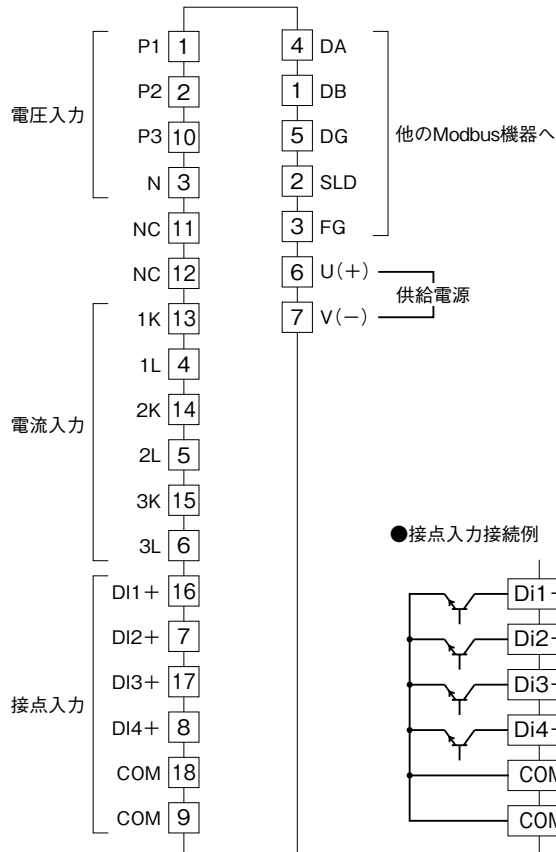 電圧入力
P1 1
P2 2
P3 10
N 3
NC 11
NC 12
電流入力
1K 13
1L 4
2K 14
2L 5
3K 15
3L 6
接点入力
DI1+ 16
DI2+ 7
DI3+ 17
DI4+ 8
COM 18
COM 9
4 DA
1 DB
5 DG
2 SLD
3 FG
他のModbus機器へ
6 U(+)
7 V(-)
供給電源
●接点入力接続例
Di1+
Di2+
Di3+
Di4+
COM
COM